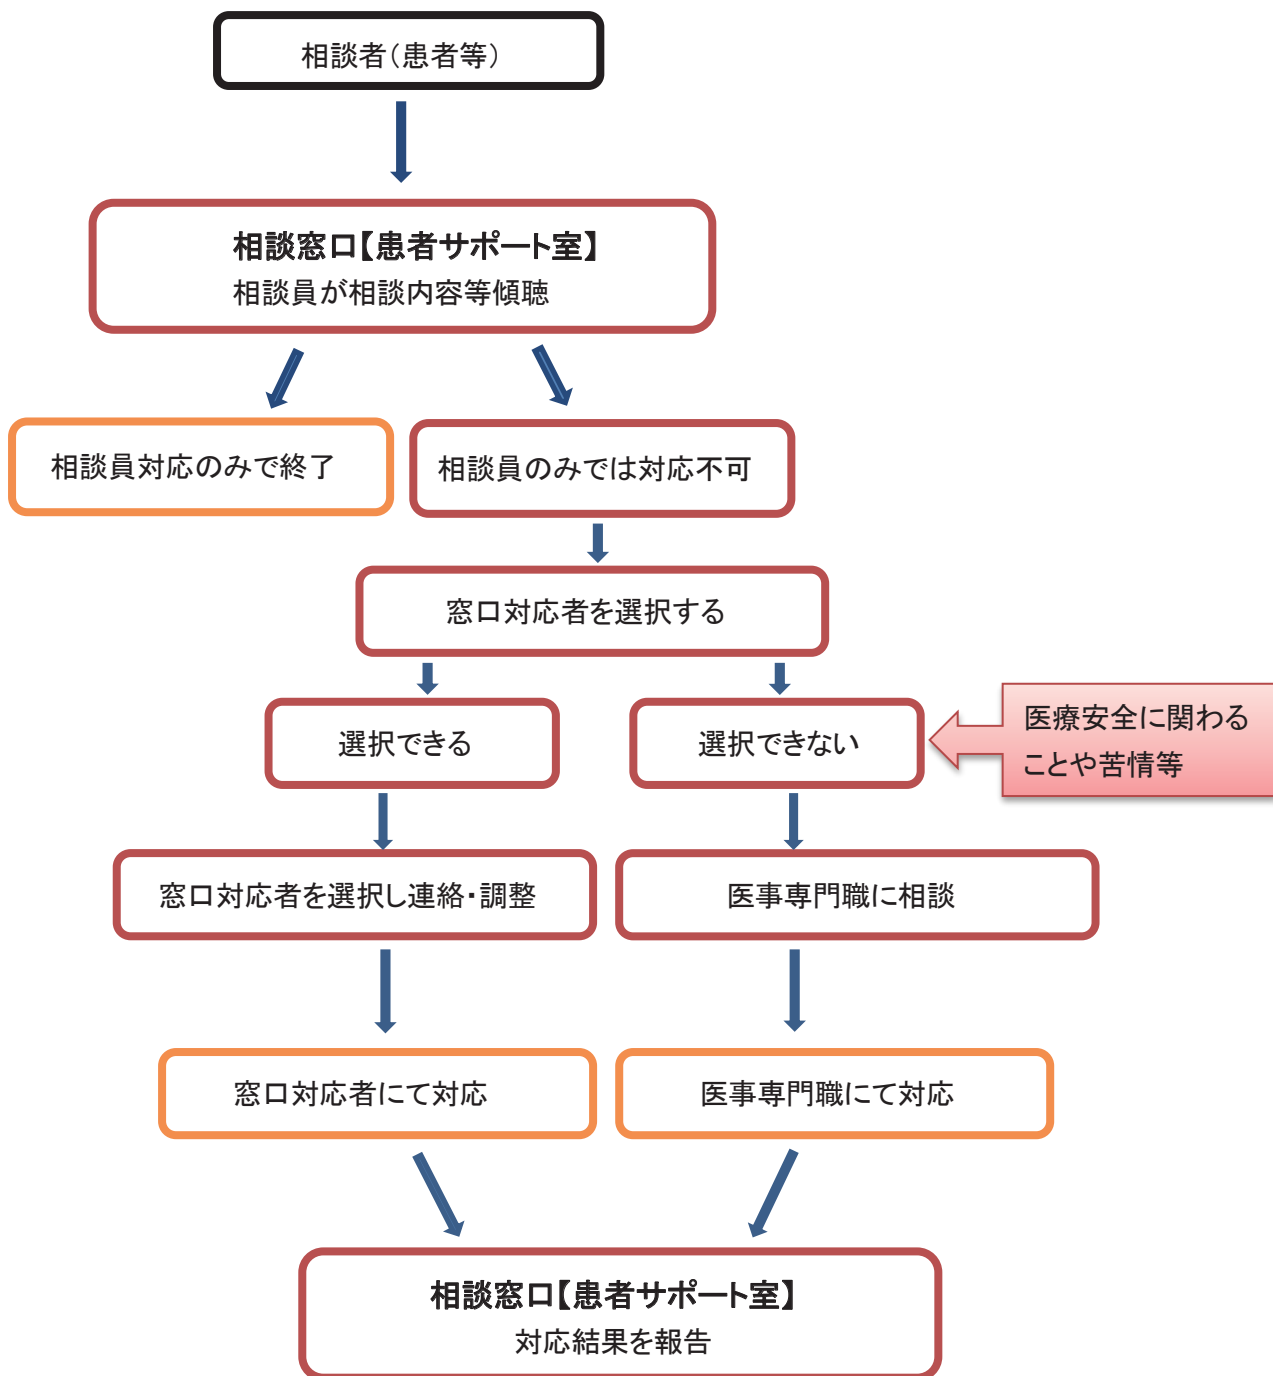 相談者（患者等）
相談窓口【患者サポート室】
相談員が相談内容等傾聴
相談員対応のみで終了
相談員のみでは対応不可
窓口対応者を選択する
選択できる
選択できない
医療安全に関わる
ことや苦情等
窓口対応者を選択し連絡・調整
医事専門職に相談
窓口対応者にて対応
医事専門職にて対応
相談窓口【患者サポート室】
対応結果を報告